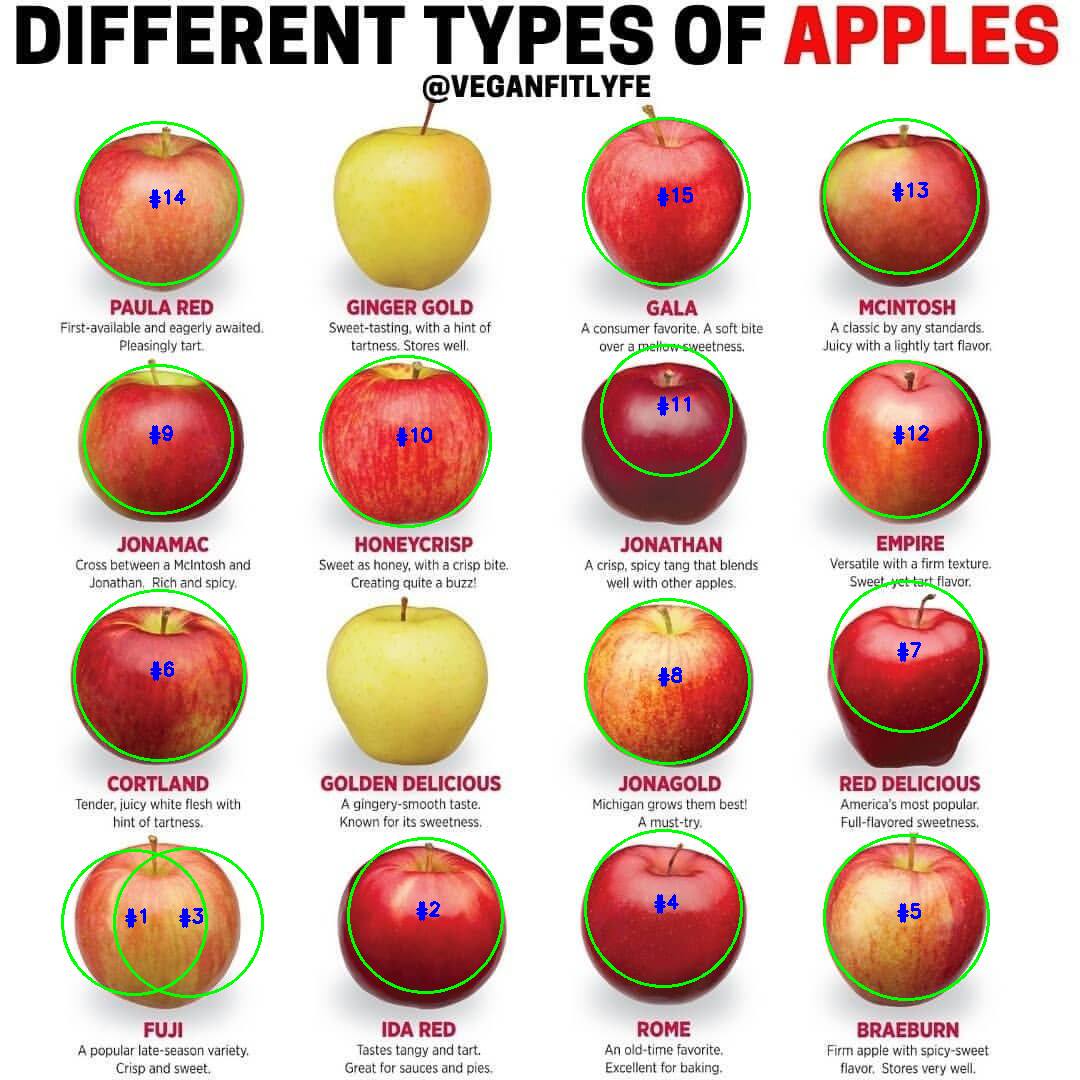 DIFFERENT TYPES OF APPLES
@VEGANFITLYFE
#14
#15
#13
PAULA RED
First-available and eagerly awaited.
Pleasingly tart.
GINGER GOLD
Sweet-tasting, with a hint of
tartness. Stores well.
GALA
A consumer favorite. A soft bite
over a mellow sweetness.
MCINTOSH
A classic by any standards.
Juicy with a lightly tart flavor.
#9
#10
#11
#12
JONAMAC
Cross between a McIntosh and
Jonathan. Rich and spicy.
HONEYCRISP
Sweet as honey, with a crisp bite.
Creating quite a buzz!
JONATHAN
A crisp, spicy tang that blends
well with other apples.
EMPIRE
Versatile with a firm texture.
Sweet, yet tart flavor.
#6
#8
#7
CORTLAND
Tender, juicy white flesh with
hint of tartness.
GOLDEN DELICIOUS
A gingery-smooth taste.
Known for its sweetness.
JONAGOLD
Michigan grows them best!
A must-try.
RED DELICIOUS
America's most popular.
Full-flavored sweetness.
#1
#3
#2
#4
#5
FUJI
A popular late-season variety.
Crisp and sweet.
IDA RED
Tastes tangy and tart.
Great for sauces and pies.
ROME
An old-time favorite.
Excellent for baking.
BRAEBURN
Firm apple with spicy-sweet
flavor. Stores very well.